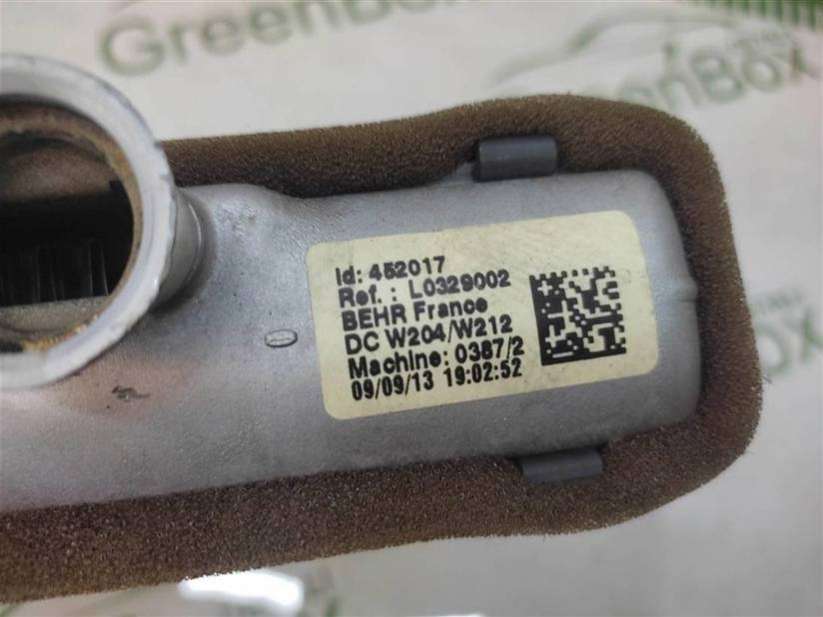 GreenBox
GreenBox
Id: 452017
Ref. : L0329002
BEHR France
DC W204/W212
Machine: 0387/2
09/09/13 19:02:52